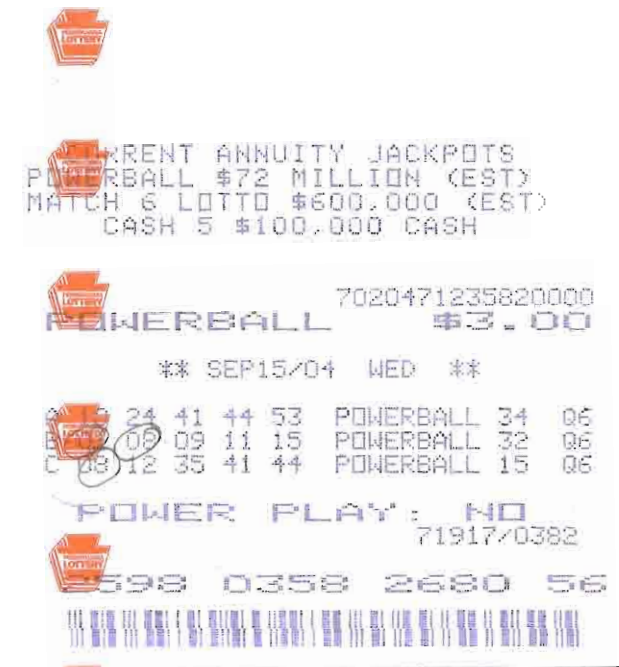 PENNSYLVANIA LOTTERY
CURRENT ANNUITY JACKPOTS
POWERBALL $72 MILLION (EST)
MATCH 6 LOTTO $600,000 (EST)
CASH 5 $100,000 CASH
7020471235820000
POWERBALL $3.00
** SEP15/04 WED **
A 24 41 44 53 POWERBALL 34 Q6
B 08 09 11 15 POWERBALL 32 Q6
C 12 35 41 44 POWERBALL 15 Q6
POWER PLAY: NO
71917/0382
0358 2680 56